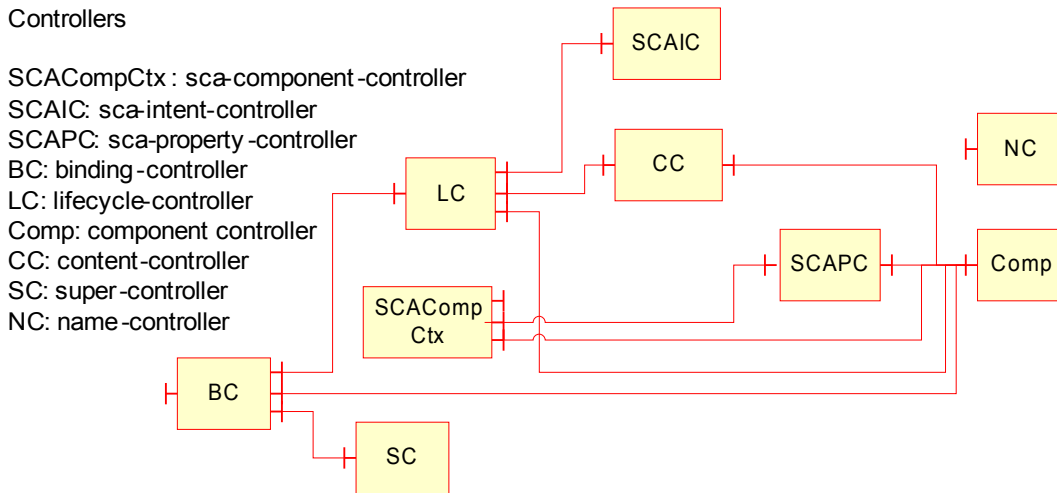 Controllers
SCACompCtx : sca-component-controller
SCAIC: sca-intent-controller
SCAPC: sca-property-controller
BC: binding-controller
LC: lifecycle-controller
Comp: component controller
CC: content-controller
SC: super-controller
NC: name-controller
SCAIC
CC
NC
LC
SCAPC
Comp
SCAComp
Ctx
BC
SC